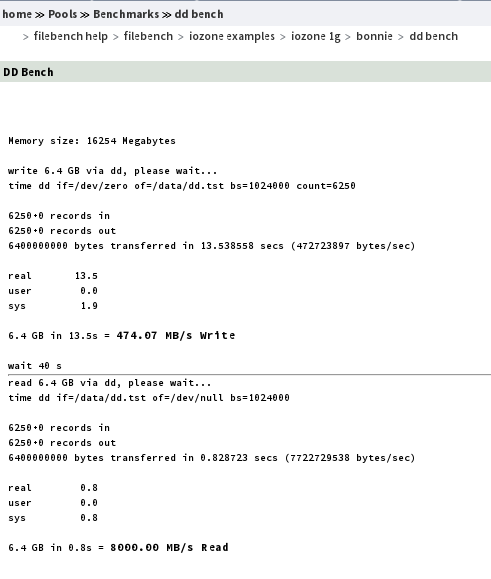 home ≫ Pools ≫ Benchmarks ≫ dd bench
> filebench help > filebench > iozone examples > iozone 1g > bonnie > dd bench
DD Bench
Memory size: 16254 Megabytes
write 6.4 GB via dd, please wait...
time dd if=/dev/zero of=/data/dd.tst bs=1024000 count=6250
6250+0 records in
6250+0 records out
6400000000 bytes transferred in 13.538558 secs (472723897 bytes/sec)
real 13.5
user 0.0
sys 1.9
6.4 GB in 13.5s = 474.07 MB/s Write
wait 40 s
read 6.4 GB via dd, please wait...
time dd if=/data/dd.tst of=/dev/null bs=1024000
6250+0 records in
6250+0 records out
6400000000 bytes transferred in 0.828723 secs (7722729538 bytes/sec)
real 0.8
user 0.0
sys 0.8
6.4 GB in 0.8s = 8000.00 MB/s Read